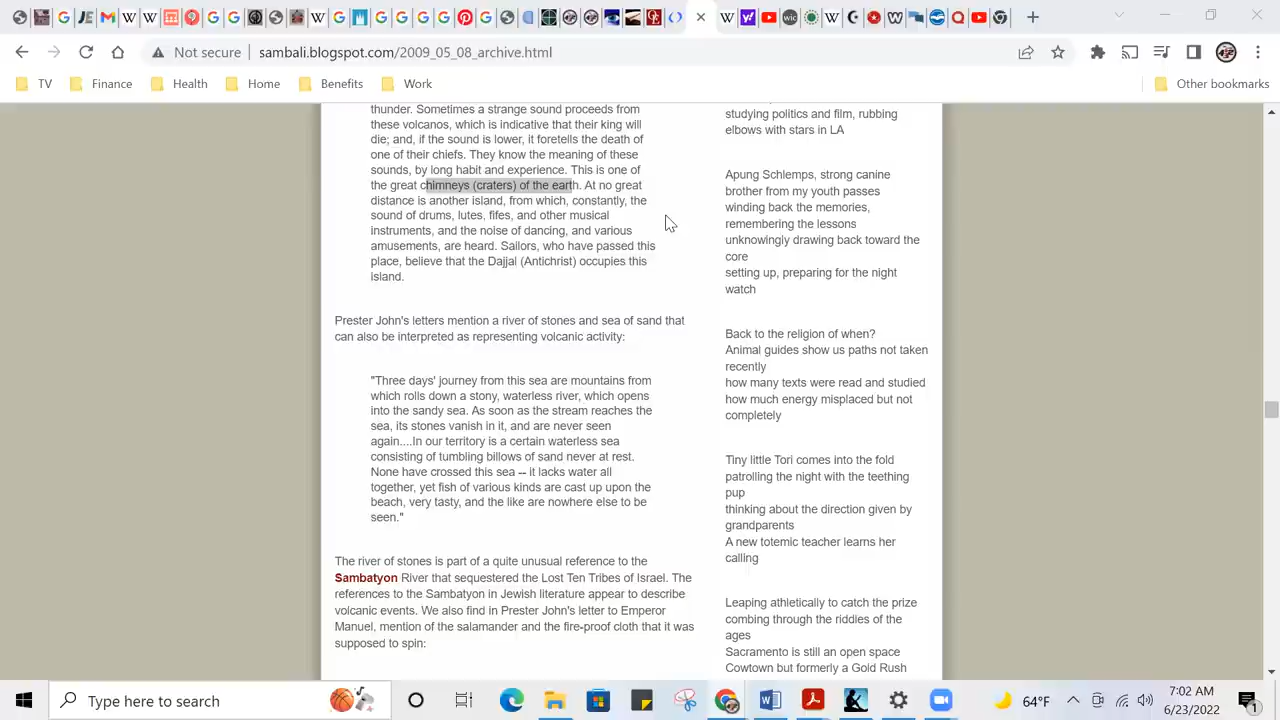 Not secure
sambali.blogspot.com/2009_05_08_archive.html
TV
Finance
Health
Home
Benefits
Work
Other bookmarks
thunder. Sometimes a strange sound proceeds from
these volcanos, which is indicative that their king will
die; and, if the sound is lower, it foretells the death of
one of their chiefs. They know the meaning of these
sounds, by long habit and experience. This is one of
the great chimneys (craters) of the earth. At no great
distance is another island, from which, constantly, the
sound of drums, lutes, fifes, and other musical
instruments, and the noise of dancing, and various
amusements, are heard. Sailors, who have passed this
place, believe that the Dajjal (Antichrist) occupies this
island.
Prester John's letters mention a river of stones and sea of sand that
can also be interpreted as representing volcanic activity:
"Three days' journey from this sea are mountains from
which rolls down a stony, waterless river, which opens
into the sandy sea. As soon as the stream reaches the
sea, its stones vanish in it, and are never seen
again....In our territory is a certain waterless sea
consisting of tumbling billows of sand never at rest.
None have crossed this sea -- it lacks water all
together, yet fish of various kinds are cast up upon the
beach, very tasty, and the like are nowhere else to be
seen."
The river of stones is part of a quite unusual reference to the
Sambatyon River that sequestered the Lost Ten Tribes of Israel. The
references to the Sambatyon in Jewish literature appear to describe
volcanic events. We also find in Prester John's letter to Emperor
Manuel, mention of the salamander and the fire-proof cloth that it was
supposed to spin:
studying politics and film, rubbing
elbows with stars in LA
Apung Schlemps, strong canine
brother from my youth passes
winding back the memories,
remembering the lessons
unknowingly drawing back toward the
core
setting up, preparing for the night
watch
Back to the religion of when?
Animal guides show us paths not taken
recently
how many texts were read and studied
how much energy misplaced but not
completely
Tiny little Tori comes into the fold
patrolling the night with the teething
pup
thinking about the direction given by
grandparents
A new totemic teacher learns her
calling
Leaping athletically to catch the prize
combing through the riddles of the
ages
Sacramento is still an open space
Cowtown but formerly a Gold Rush
Type here to search
64°F
7:02 AM
6/23/2022